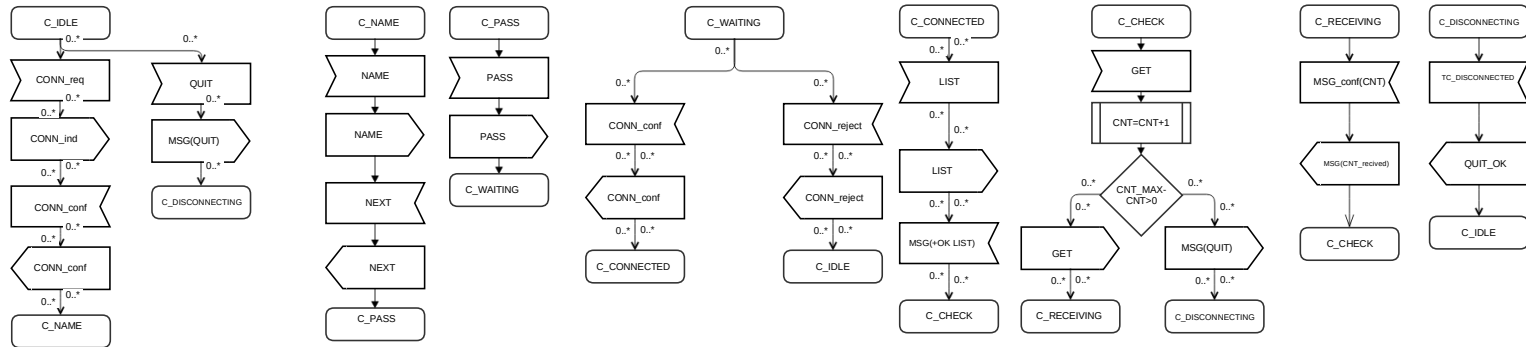 C_IDLE
0..*
0..*
CONN_req
0..*
0..*
CONN_ind
0..*
0..*
CONN_conf
0..*
0..*
CONN_conf
0..*
0..*
C_NAME
QUIT
0..*
MSG(QUIT)
0..*
C_DISCONNECTING
C_NAME
NAME
NAME
NEXT
NEXT
C_PASS
C_PASS
PASS
PASS
C_WAITING
C_WAITING
0..*
0..*
0..*
CONN_conf
0..* 0..*
CONN_conf
0..* 0..*
C_CONNECTED
CONN_reject
0..* 0..*
CONN_reject
0..* 0..*
C_IDLE
C_CONNECTED
0..*
0..*
LIST
0..*
0..*
LIST
0..* 0..*
MSG(+OK LIST)
0..* 0..*
C_CHECK
C_CHECK
GET
CNT=CNT+1
CNT_MAX-
CNT>0
0..*
0..*
0..*
0..*
GET
0..* 0..*
C_RECEIVING
MSG(QUIT)
0..* 0..*
C_DISCONNECTING
C_RECEIVING
MSG_conf(CNT)
MSG(CNT_recived)
C_CHECK
C_DISCONNECTING
TC_DISCONNECTED
QUIT_OK
C_IDLE